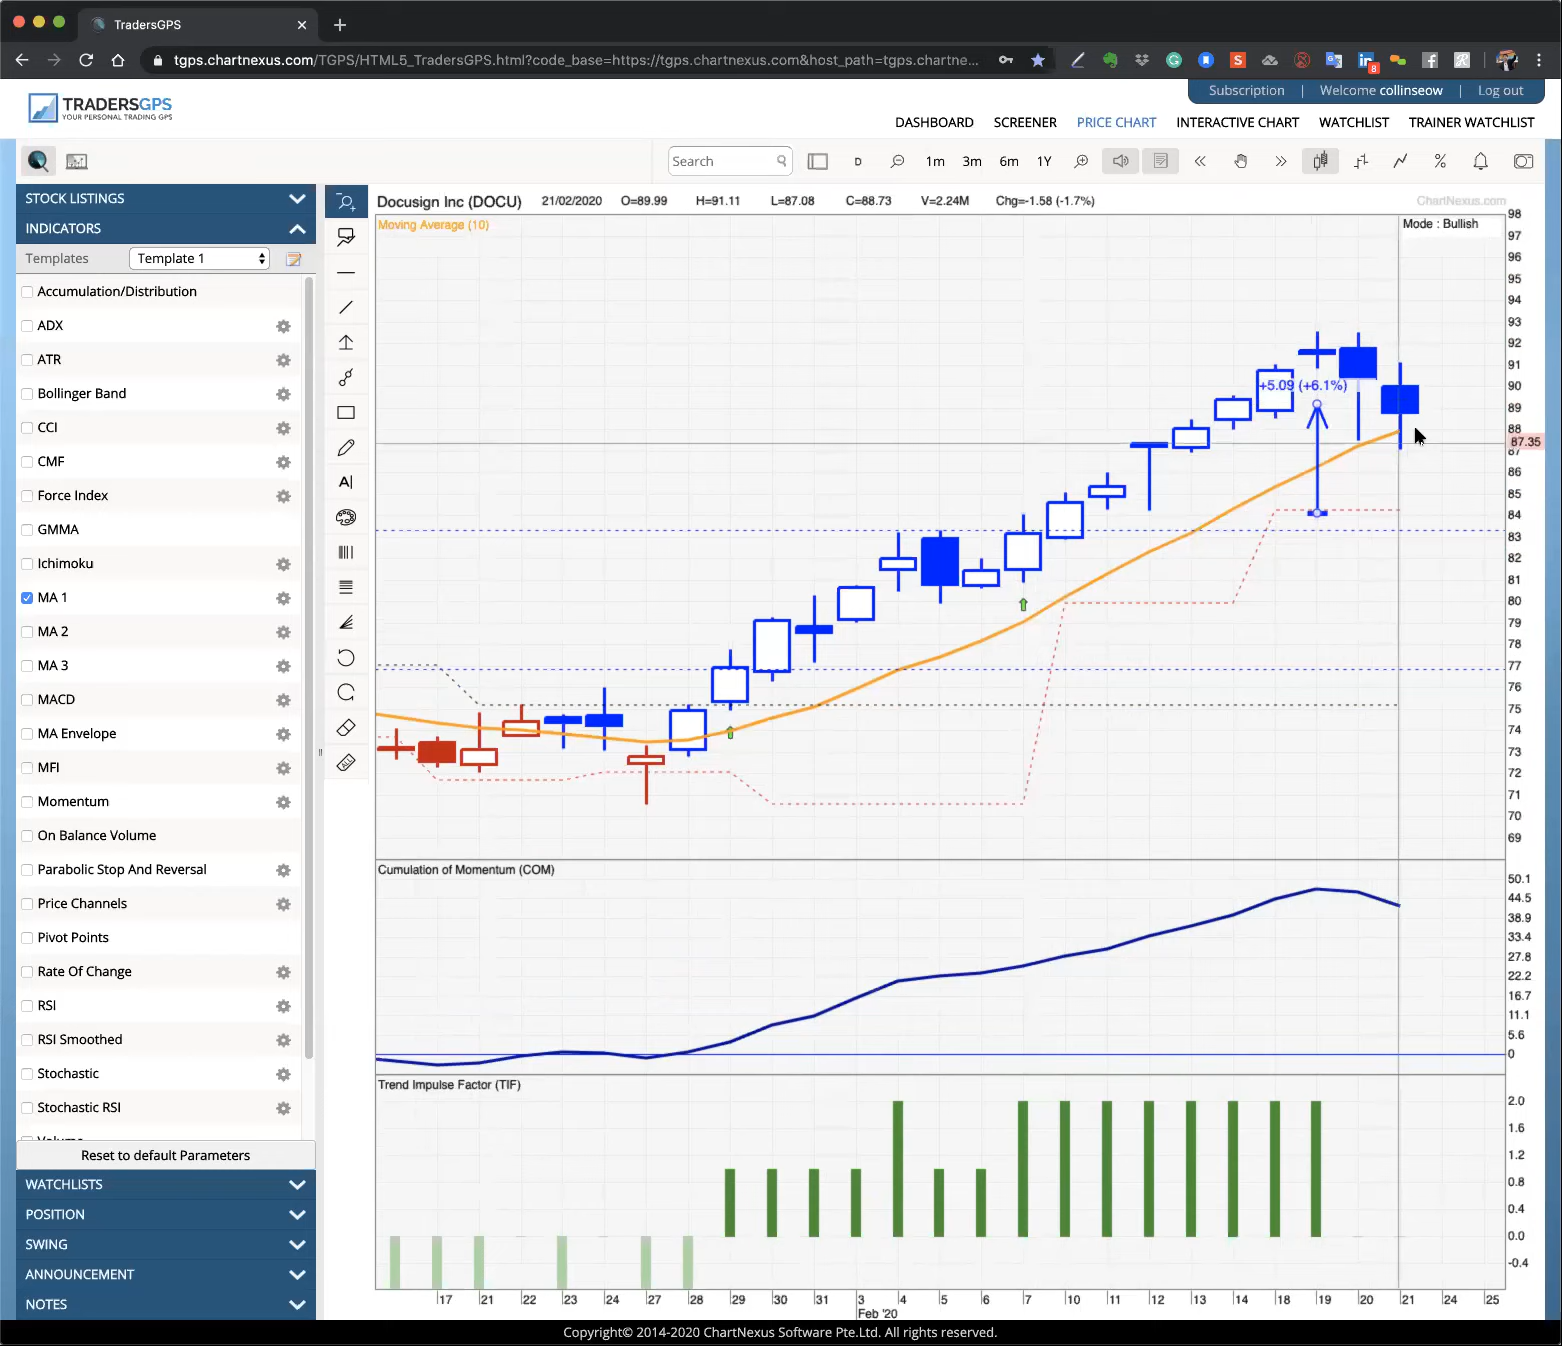 TradersGPS
tgps.chartnexus.com/TGPS/HTML5_TradersGPS.html?code_base=https://tgps.chartnexus.com&host_path=tgps.chartne...
S
in
8
TRADERSGPS
YOUR PERSONAL TRADING GPS
Subscription | Welcome collinseow | Log out
DASHBOARD SCREENER PRICE CHART INTERACTIVE CHART WATCHLIST TRAINER WATCHLIST
Search D 1m 3m 6m 1Y %
STOCK LISTINGS
INDICATORS
Templates Template 1
Accumulation/Distribution
ADX
ATR
Bollinger Band
CCI
CMF
Force Index
GMMA
Ichimoku
MA 1
MA 2
MA 3
MACD
MA Envelope
MFI
Momentum
On Balance Volume
Parabolic Stop And Reversal
Price Channels
Pivot Points
Rate Of Change
RSI
RSI Smoothed
Stochastic
Stochastic RSI
Volume
Reset to default Parameters
WATCHLISTS
POSITION
SWING
ANNOUNCEMENT
NOTES
A|
Docusign Inc (DOCU) 21/02/2020 O=89.99 H=91.11 L=87.08 C=88.73 V=2.24M Chg=-1.58 (-1.7%)
ChartNexus.com
Moving Average (10)
Mode : Bullish
98
97
96
95
94
93
92
91
90
89
88
87.35
87
86
85
84
83
82
81
80
79
78
77
76
75
74
73
72
71
70
69
+5.09 (+6.1%)
Cumulation of Momentum (COM)
50.1
44.5
38.9
33.4
27.8
22.2
16.7
11.1
5.6
0
Trend Impulse Factor (TIF)
2.0
1.6
1.2
0.8
0.4
0.0
-0.4
17 21 22 23 24 27 28 29 30 31 3 4 5 6 7 10 11 12 13 14 18 19 20 21 24 25
Feb '20
Copyright© 2014-2020 ChartNexus Software Pte.Ltd. All rights reserved.